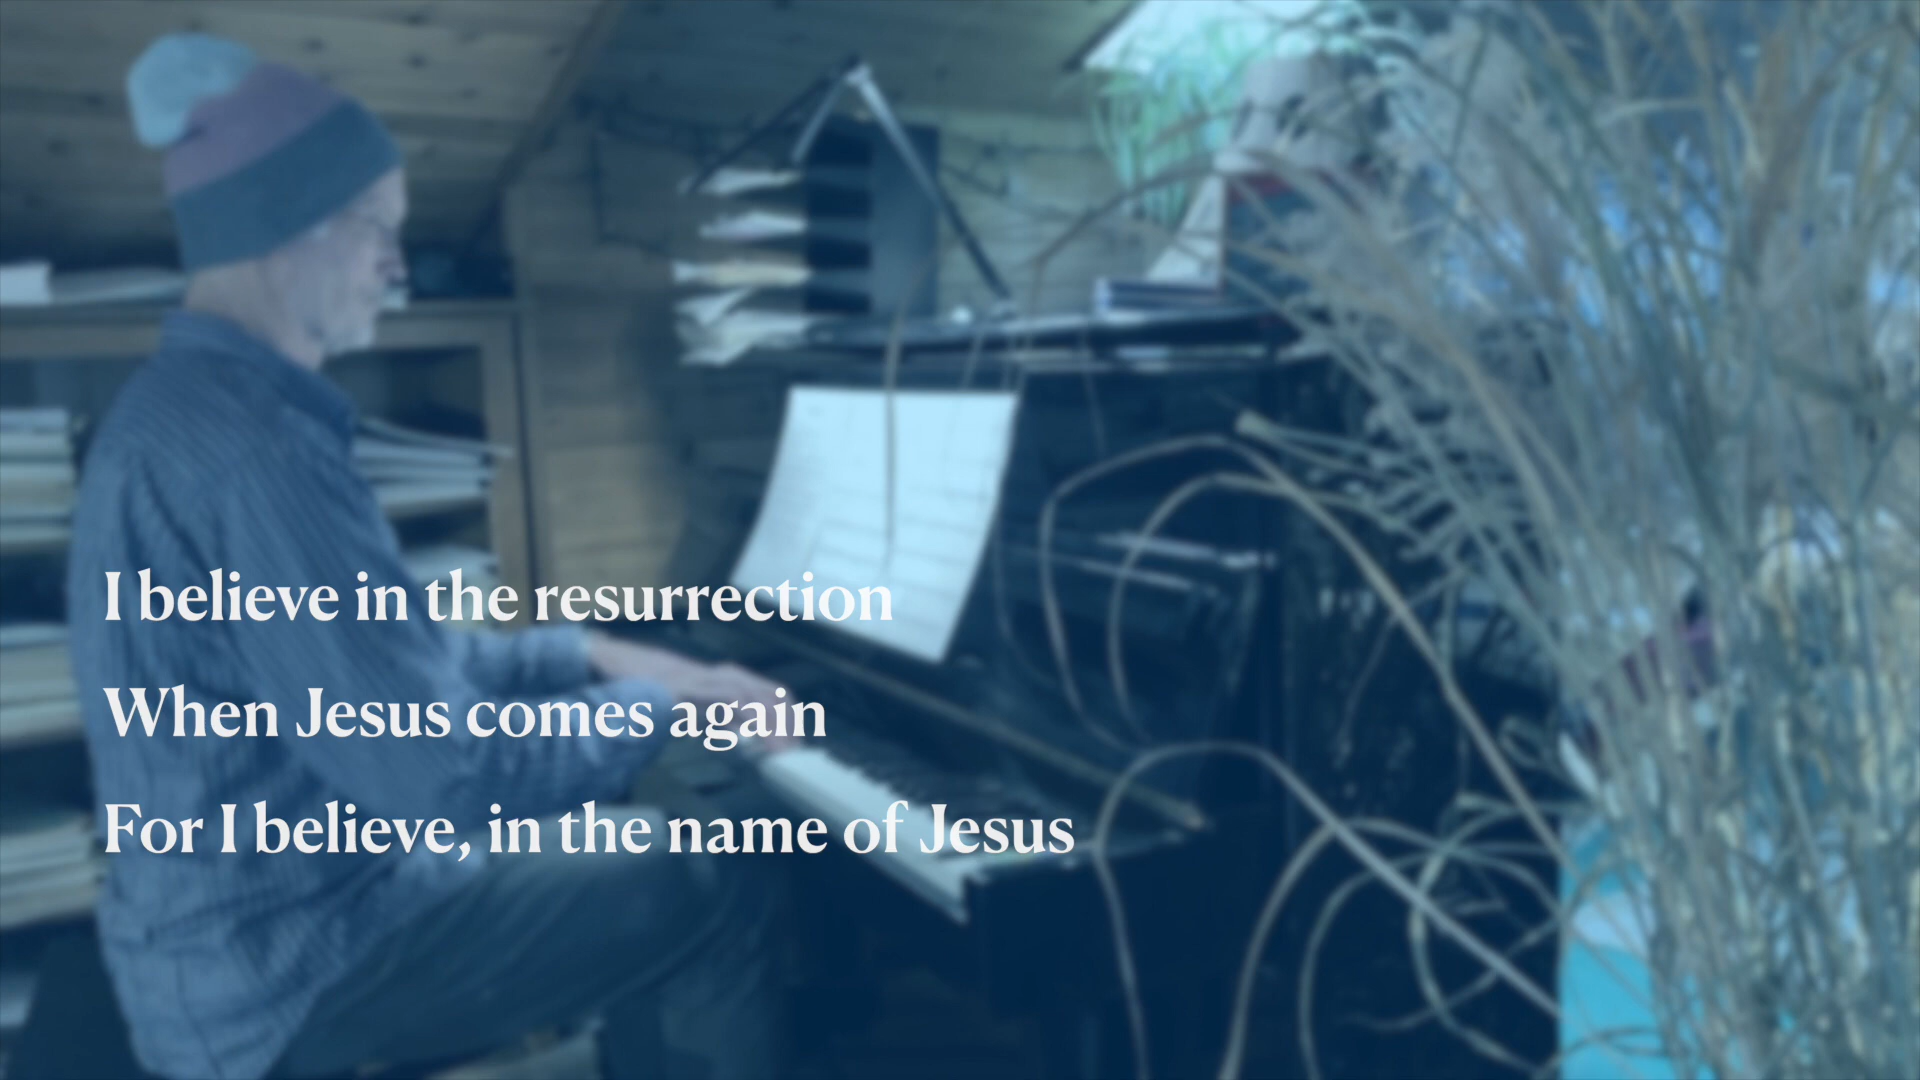 I believe in the resurrection
When Jesus comes again
For I believe, in the name of Jesus